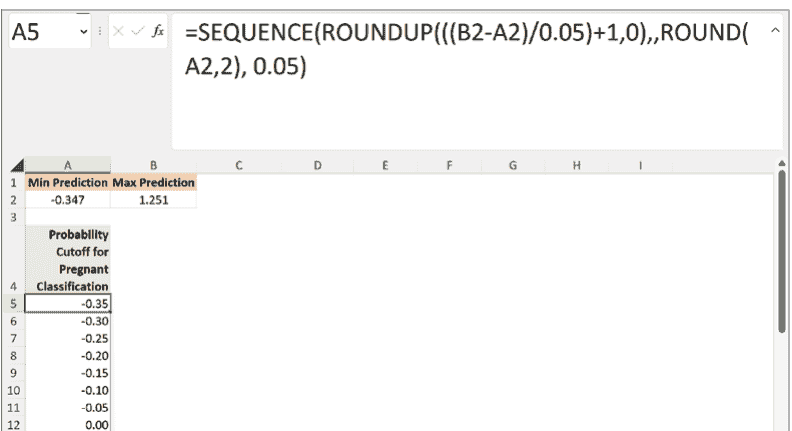 A5
fx
=SEQUENCE(ROUNDUP(((B2-A2)/0.05)+1,0),,ROUND(
A2,2), 0.05)
A B C D E F G H I
1 Min Prediction Max Prediction
2 -0.347 1.251
3
Probability
Cutoff for
Pregnant
4 Classification
5 -0.35
6 -0.30
7 -0.25
8 -0.20
9 -0.15
10 -0.10
11 -0.05
12 0.00